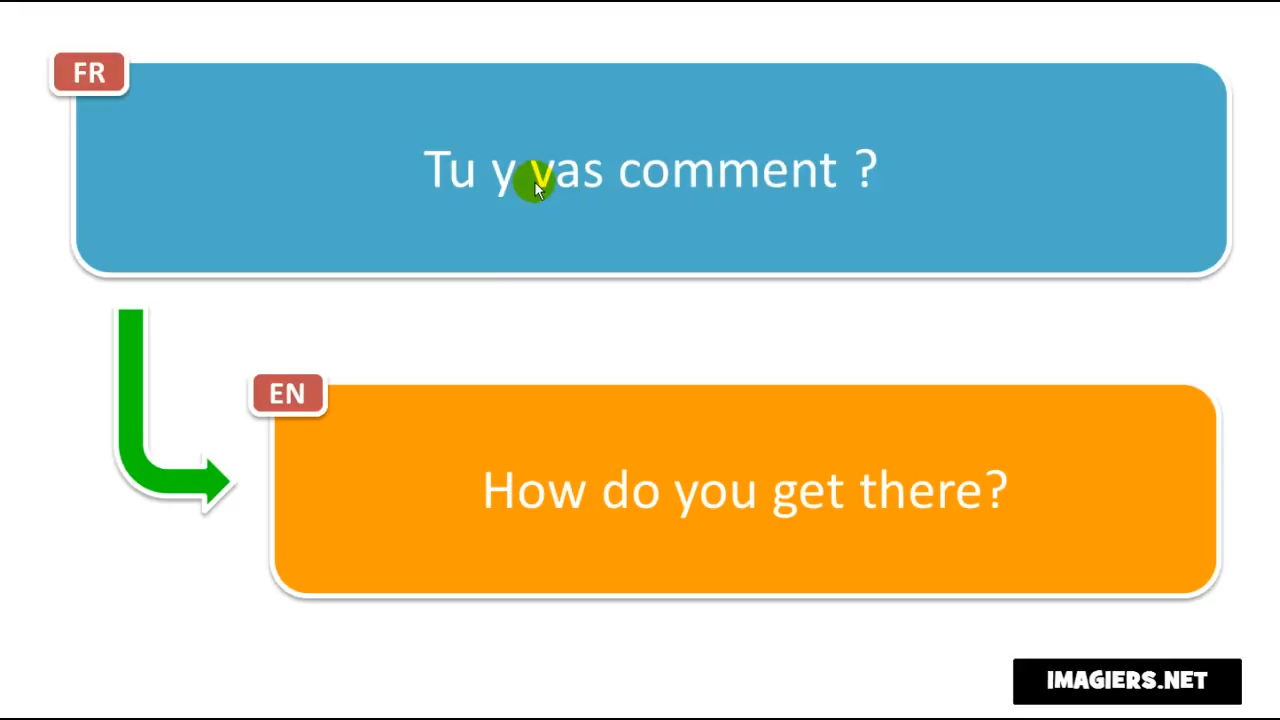 FR
Tu y vas comment ?
EN
How do you get there?
IMAGIERS.NET